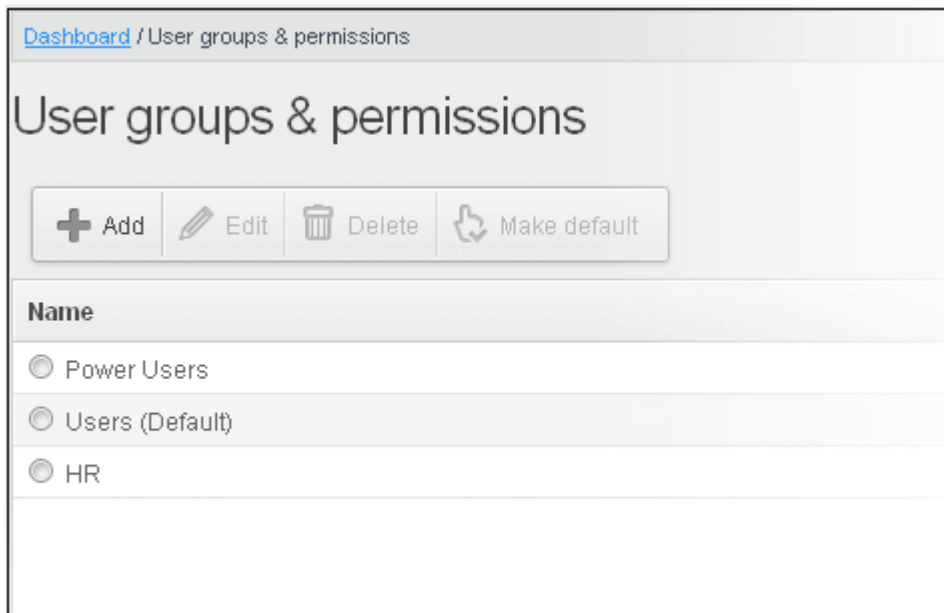 Dashboard / User groups & permissions
User groups & permissions
Add Edit Delete Make default
Name
Power Users
Users (Default)
HR